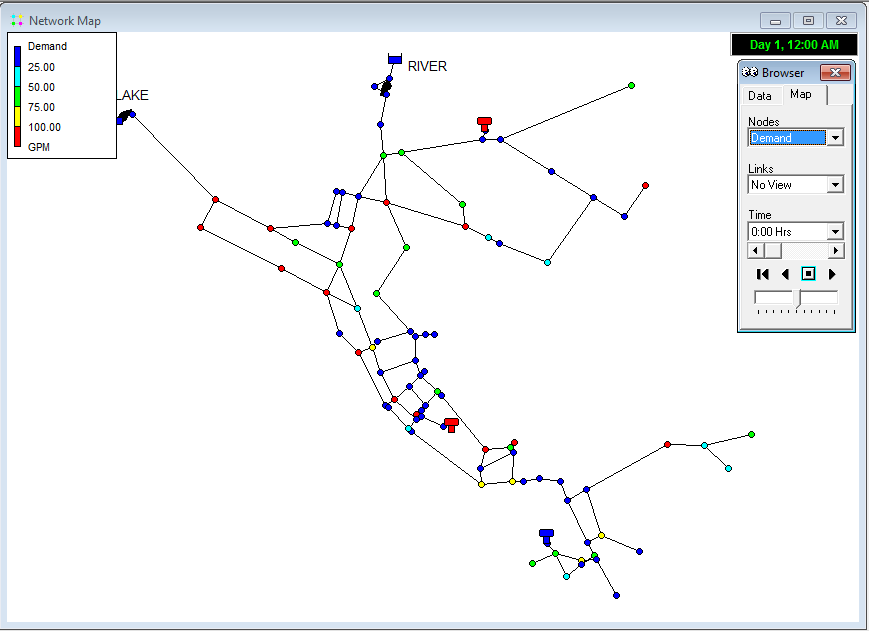 Network Map
Demand
25.00
50.00
75.00
100.00
GPM
LAKE
RIVER
Day 1, 12:00 AM
Browser
Data
Map
Nodes
Demand
Links
No View
Time
0:00 Hrs